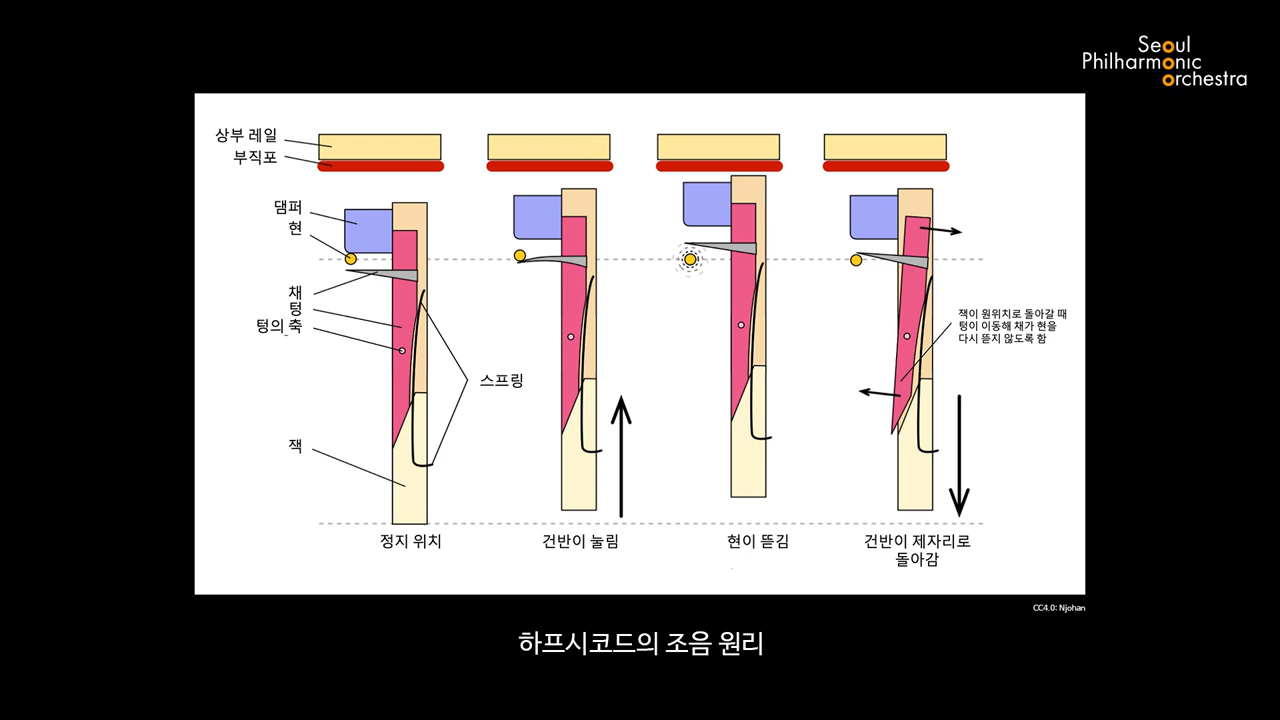 Seoul
Philharmonic
orchestra
상부 레일
부직포
댐퍼
현
채
텅
텅의 축
스프링
잭
잭이 원위치로 돌아갈 때
텅이 이동해 채가 현을
다시 뜯지 않도록 함
정지 위치
건반이 눌림
현이 뜯김
건반이 제자리로
돌아감
CC4.0: Njohan
하프시코드의 조음 원리